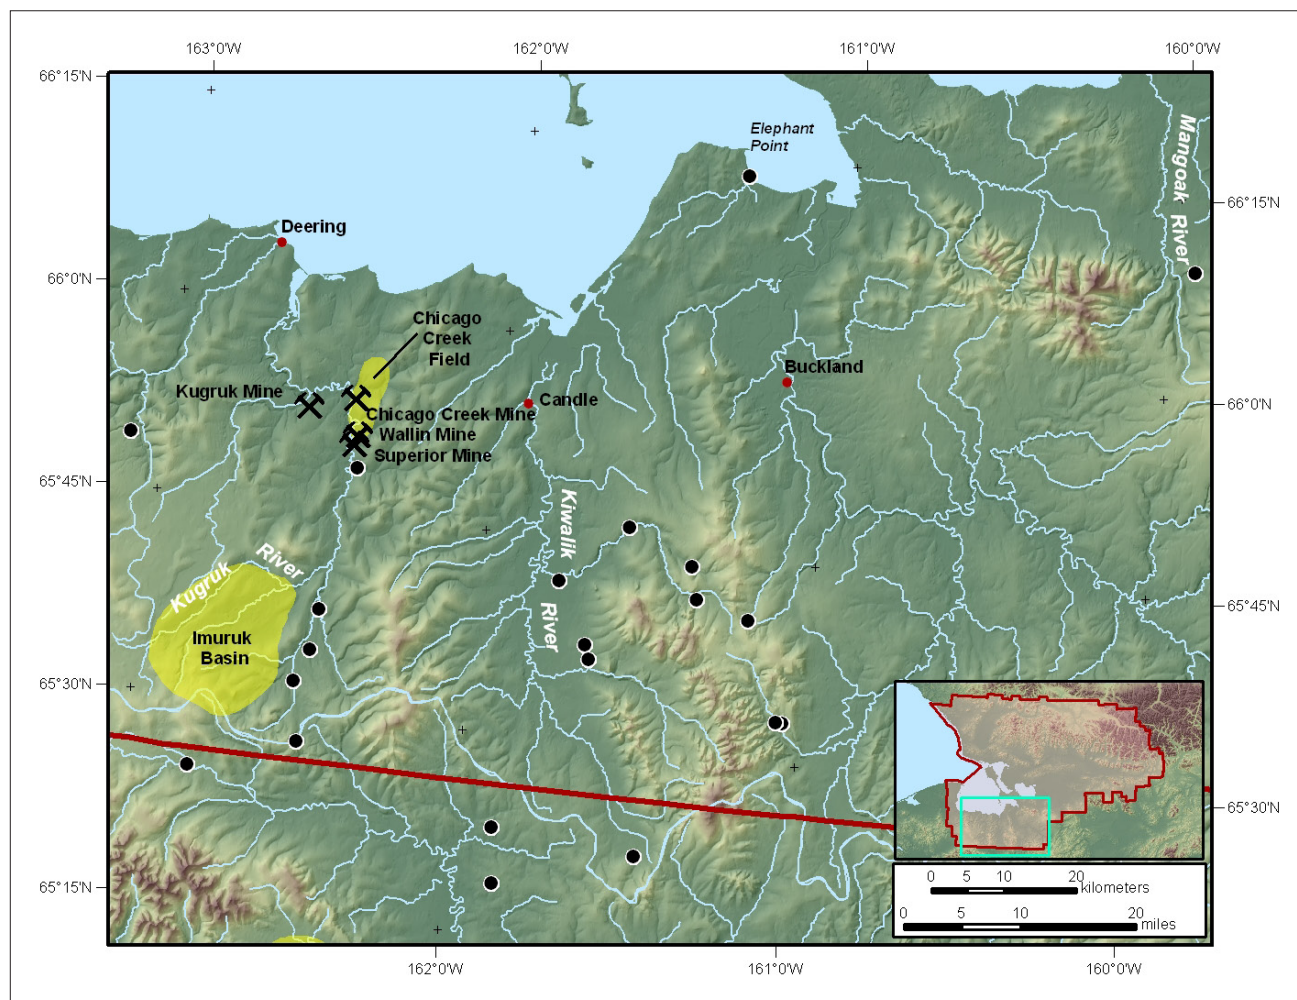 163°0'W
162°0'W
161°0'W
160°0'W
66°15'N
Elephant
Point
Mangoak River
66°15'N
Deering
66°0'N
Chicago
Creek
Field
Buckland
Kugruk Mine
Candle
66°0'N
Chicago Creek Mine
Wallin Mine
Superior Mine
65°45'N
Kiwalik
River
Kugruk River
65°45'N
Imuruk
Basin
65°30'N
65°30'N
65°15'N
0 5 10 20
kilometers
0 5 10 20
miles
162°0'W
161°0'W
160°0'W